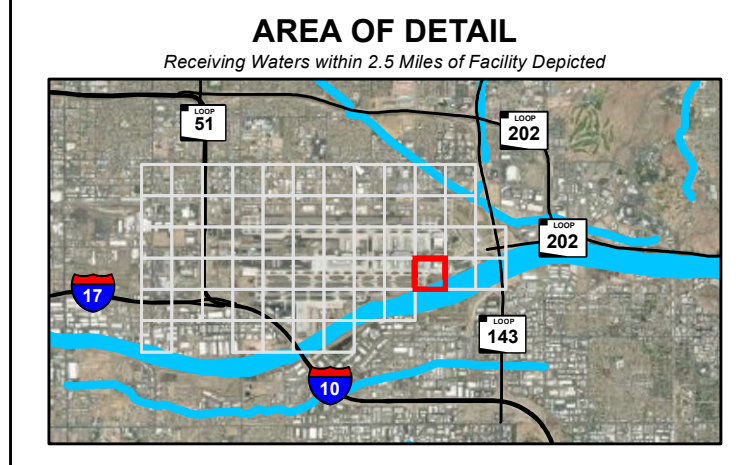 AREA OF DETAIL
Receiving Waters within 2.5 Miles of Facility Depicted
LOOP
51
LOOP
202
LOOP
202
17
LOOP
143
10